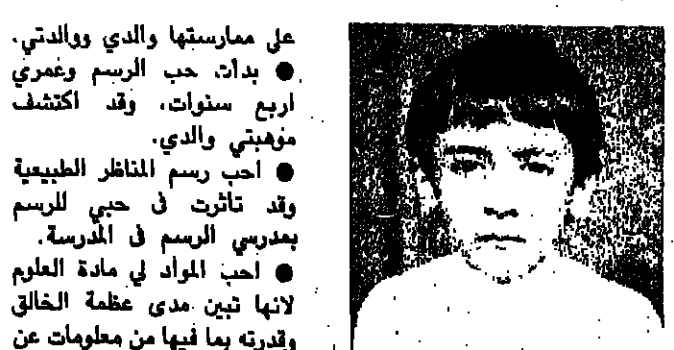 على ممارستها والدي ووالدتي.
● بدأت حب الرسم وعمري
اربع سنوات، وقد اكتشف
موهبتي والدي.
● احب رسم المناظر الطبيعية
وقد تاثرت في حبي للرسم
بمدرسي الرسم في المدرسة.
● احب المواد لي مادة العلوم
لانها تبين مدى عظمة الخالق
وقدرته بما فيها من معلومات عن